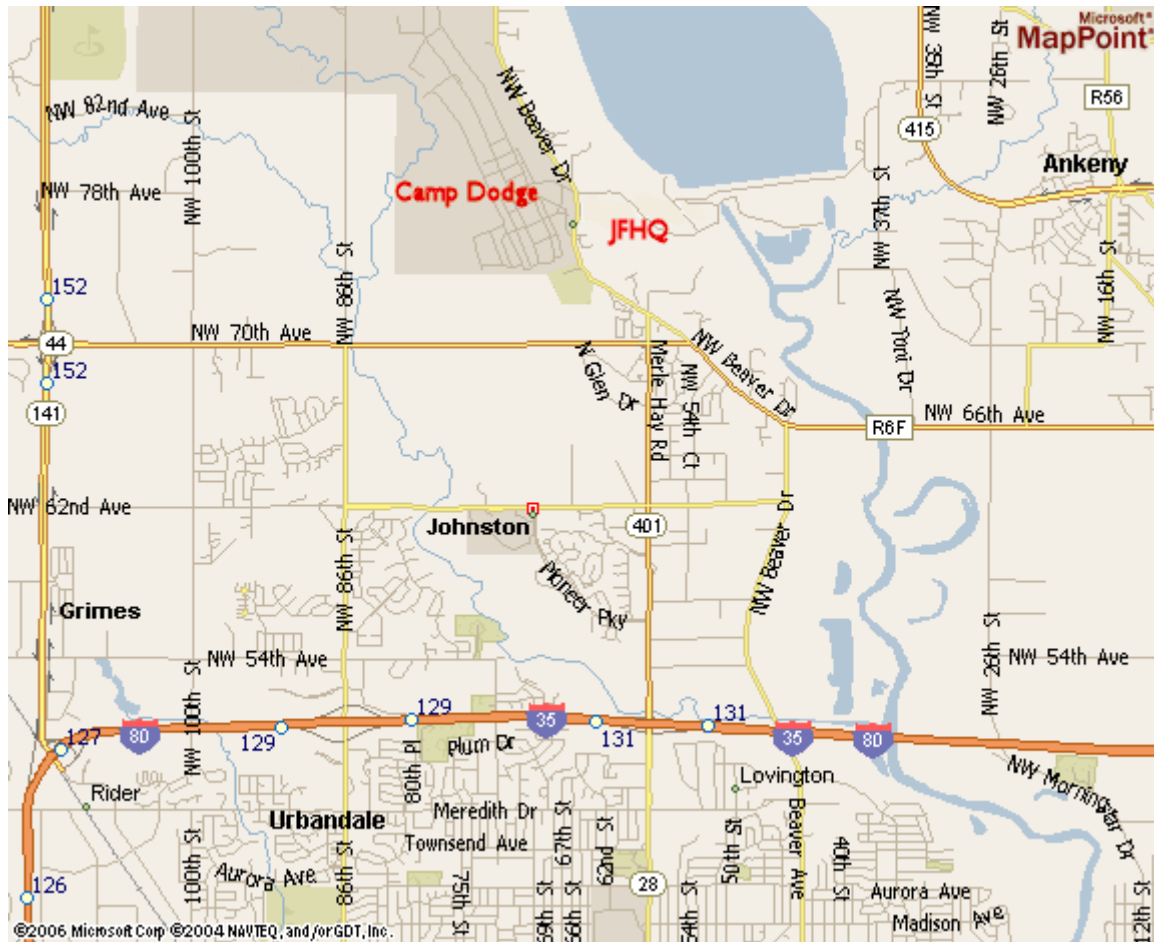 Microsoft®
MapPoint®
NW 26th St
NW 35th St
R56
NW 82nd Ave
NW 100th St
NW Beaver Dr
415
Ankeny
NW 78th Ave
Camp Dodge
JFHQ
NW 37th St
NW 86th St
NW 16th St
152
NW Toni Dr
44
NW 70th Ave
Merle Hay Rd
NW Beaver Dr
N Glen Dr
NW 54th Ct
152
141
R6F
NW 66th Ave
NW 62nd Ave
Johnston
401
NW 86th St
NW Beaver Dr
Pioneer Pky
Grimes
NW 54th Ave
NW 26th St
NW 54th Ave
NW 100th St
129
35
131
127
80
129
131
35
80
80th Pl
Plum Dr
Lovington
NW Morningstar Dr
Rider
Meredith Dr
Urbandale
Townsend Ave
67th St
62nd St
50th St
Beaver Ave
40th St
100th St
Aurora Ave
86th St
75th St
28
126
69th St
66th St
54th St
Aurora Ave
Madison Ave
12th St
©2006 Microsoft Corp ©2004 NAVTEQ, and/or GDT, Inc.